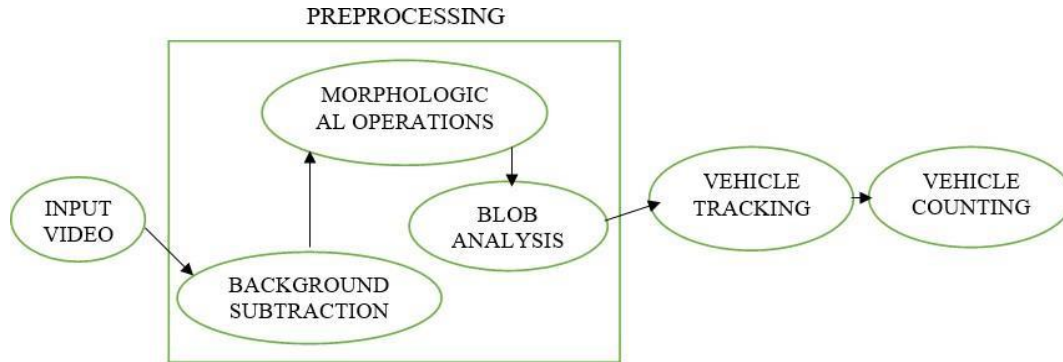 PREPROCESSING
MORPHOLOGIC
AL OPERATIONS
INPUT
VIDEO
BACKGROUND
SUBTRACTION
BLOB
ANALYSIS
VEHICLE
TRACKING
VEHICLE
COUNTING